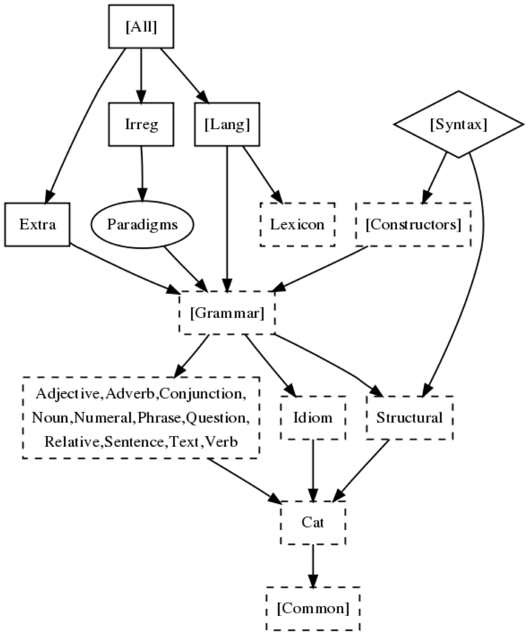 [All]
Irreg
[Lang]
[Syntax]
Extra
Paradigms
Lexicon
[Constructors]
[Grammar]
Adjective,Adverb,Conjunction,
Noun,Numeral,Phrase,Question,
Relative,Sentence,Text,Verb
Idiom
Structural
Cat
[Common]